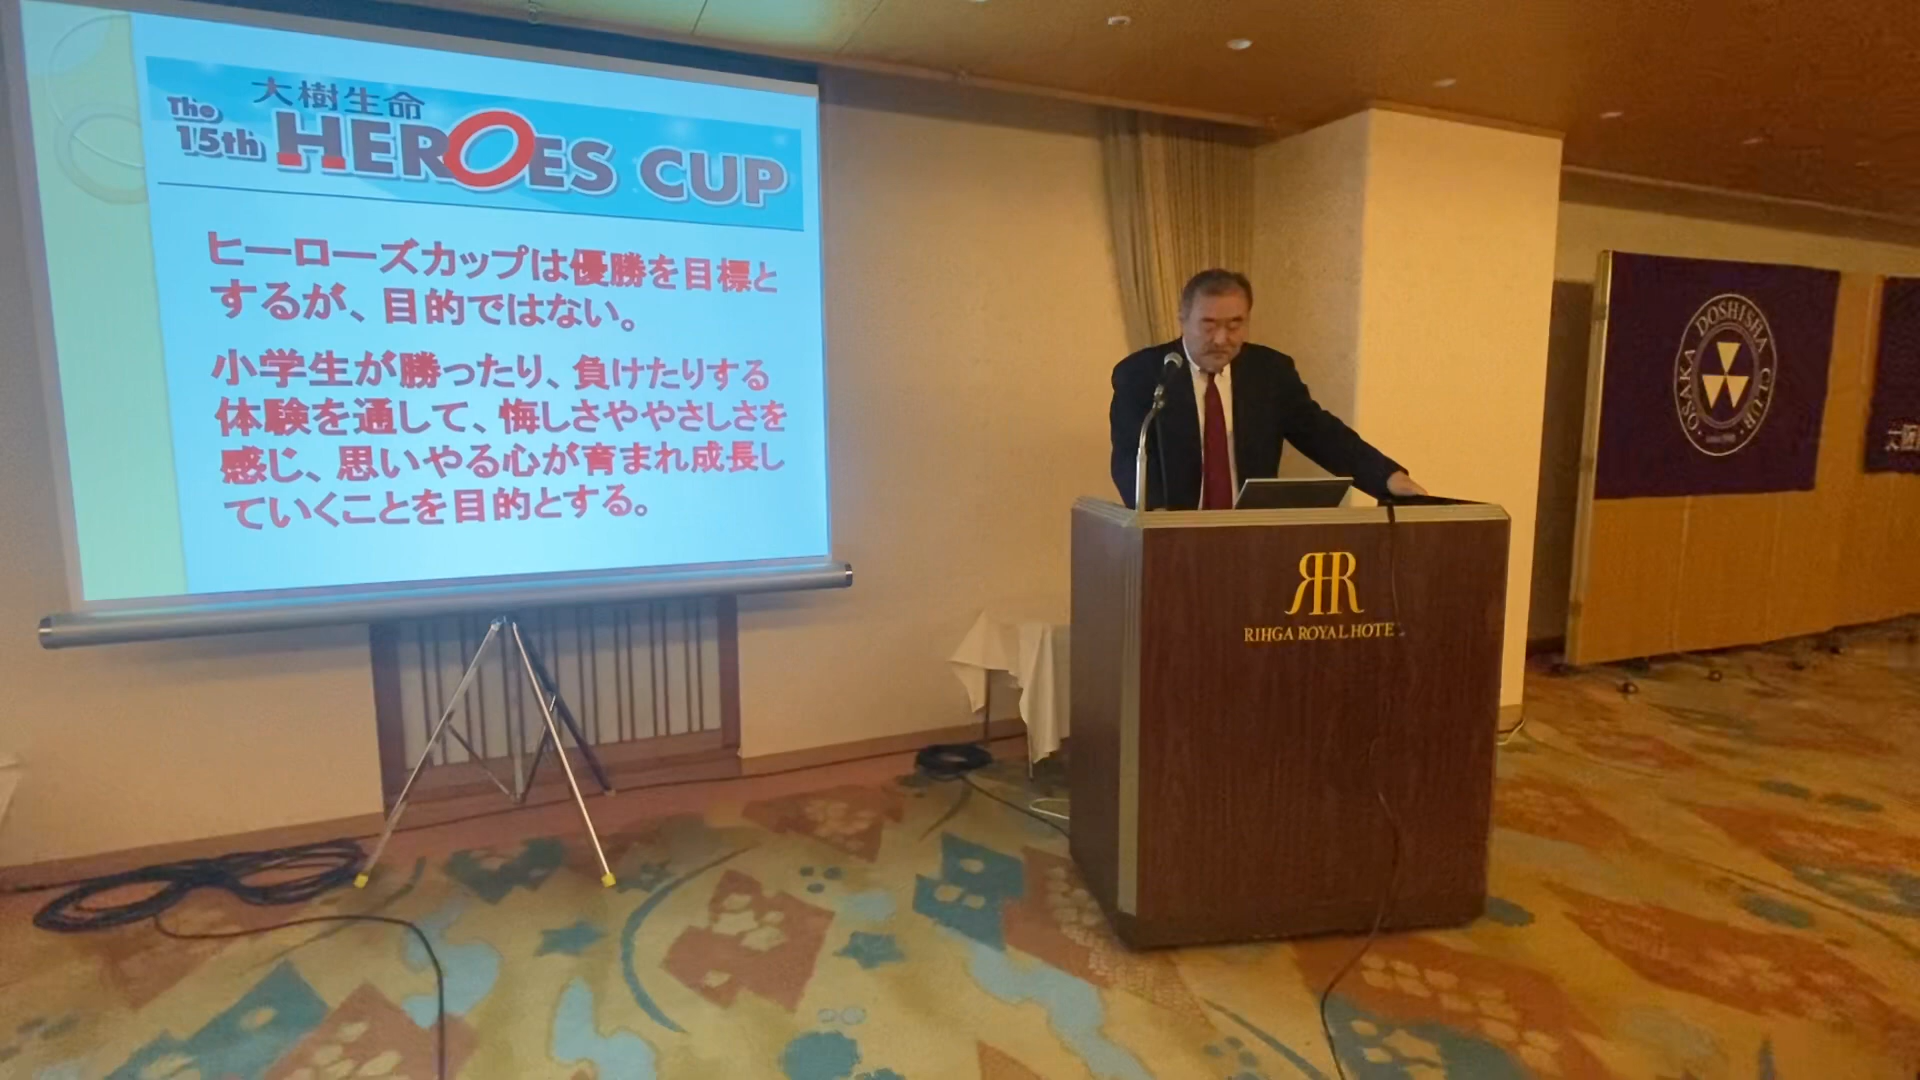 大樹生命
The
15th HEROES CUP
ヒーローズカップは優勝を目標と
するが、目的ではない。
小学生が勝ったり、負けたりする
体験を通して、悔しさややさしさを
感じ、思いやる心が育まれ成長し
ていくことを目的とする。
RIHGA ROYAL HOTE
OSAKA DOSHISHA CLUB
大阪